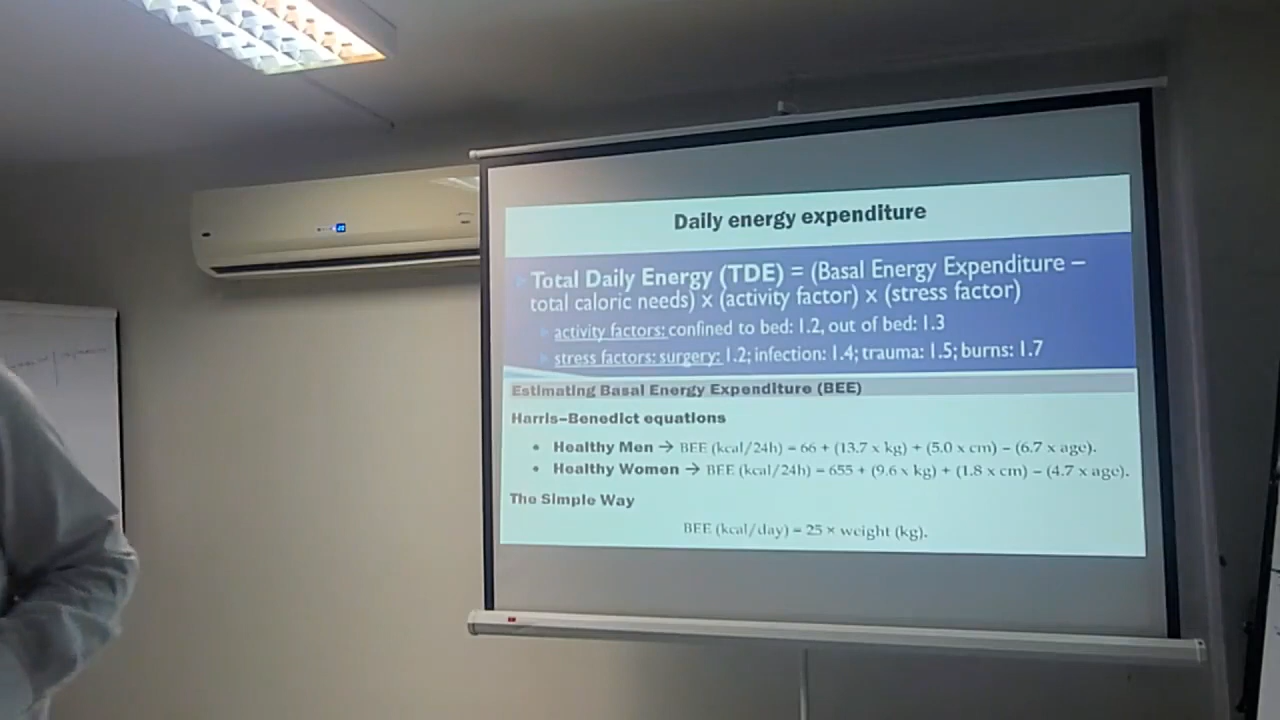 Daily energy expenditure
Total Daily Energy (TDE) = (Basal Energy Expenditure –
total caloric needs) x (activity factor) x (stress factor)
activity factors: confined to bed: 1.2, out of bed: 1.3
stress factors: surgery: 1.2; infection: 1.4; trauma: 1.5; burns: 1.7
Estimating Basal Energy Expenditure (BEE)
Harris–Benedict equations
• Healthy Men → BEE (kcal/24h) = 66 + (13.7 x kg) + (5.0 x cm) – (6.7 x age).
• Healthy Women → BEE (kcal/24h) = 655 + (9.6 x kg) + (1.8 x cm) – (4.7 x age).
The Simple Way
BEE (kcal/day) = 25 × weight (kg).